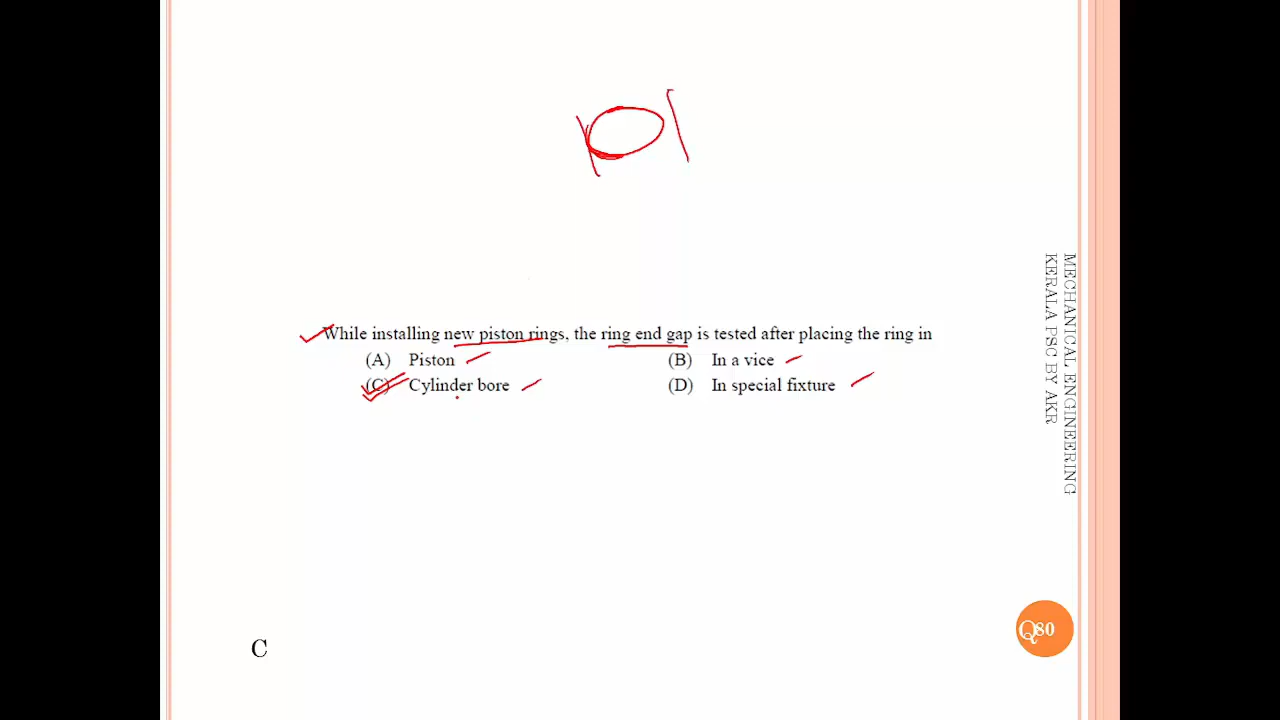 While installing new piston rings, the ring end gap is tested after placing the ring in
(A) Piston (B) In a vice
(C) Cylinder bore (D) In special fixture
MECHANICAL ENGINEERING
KERALA PSC BY AKR
Q80
C